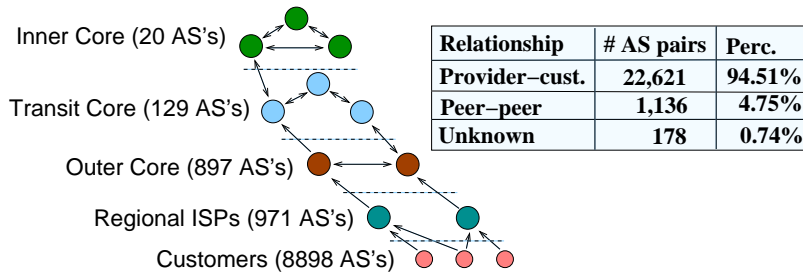 Inner Core (20 AS's)
Transit Core (129 AS's)
Outer Core (897 AS's)
Regional ISPs (971 AS's)
Customers (8898 AS's)
Relationship # AS pairs Perc.
Provider−cust. 22,621 94.51%
Peer−peer 1,136 4.75%
Unknown 178 0.74%